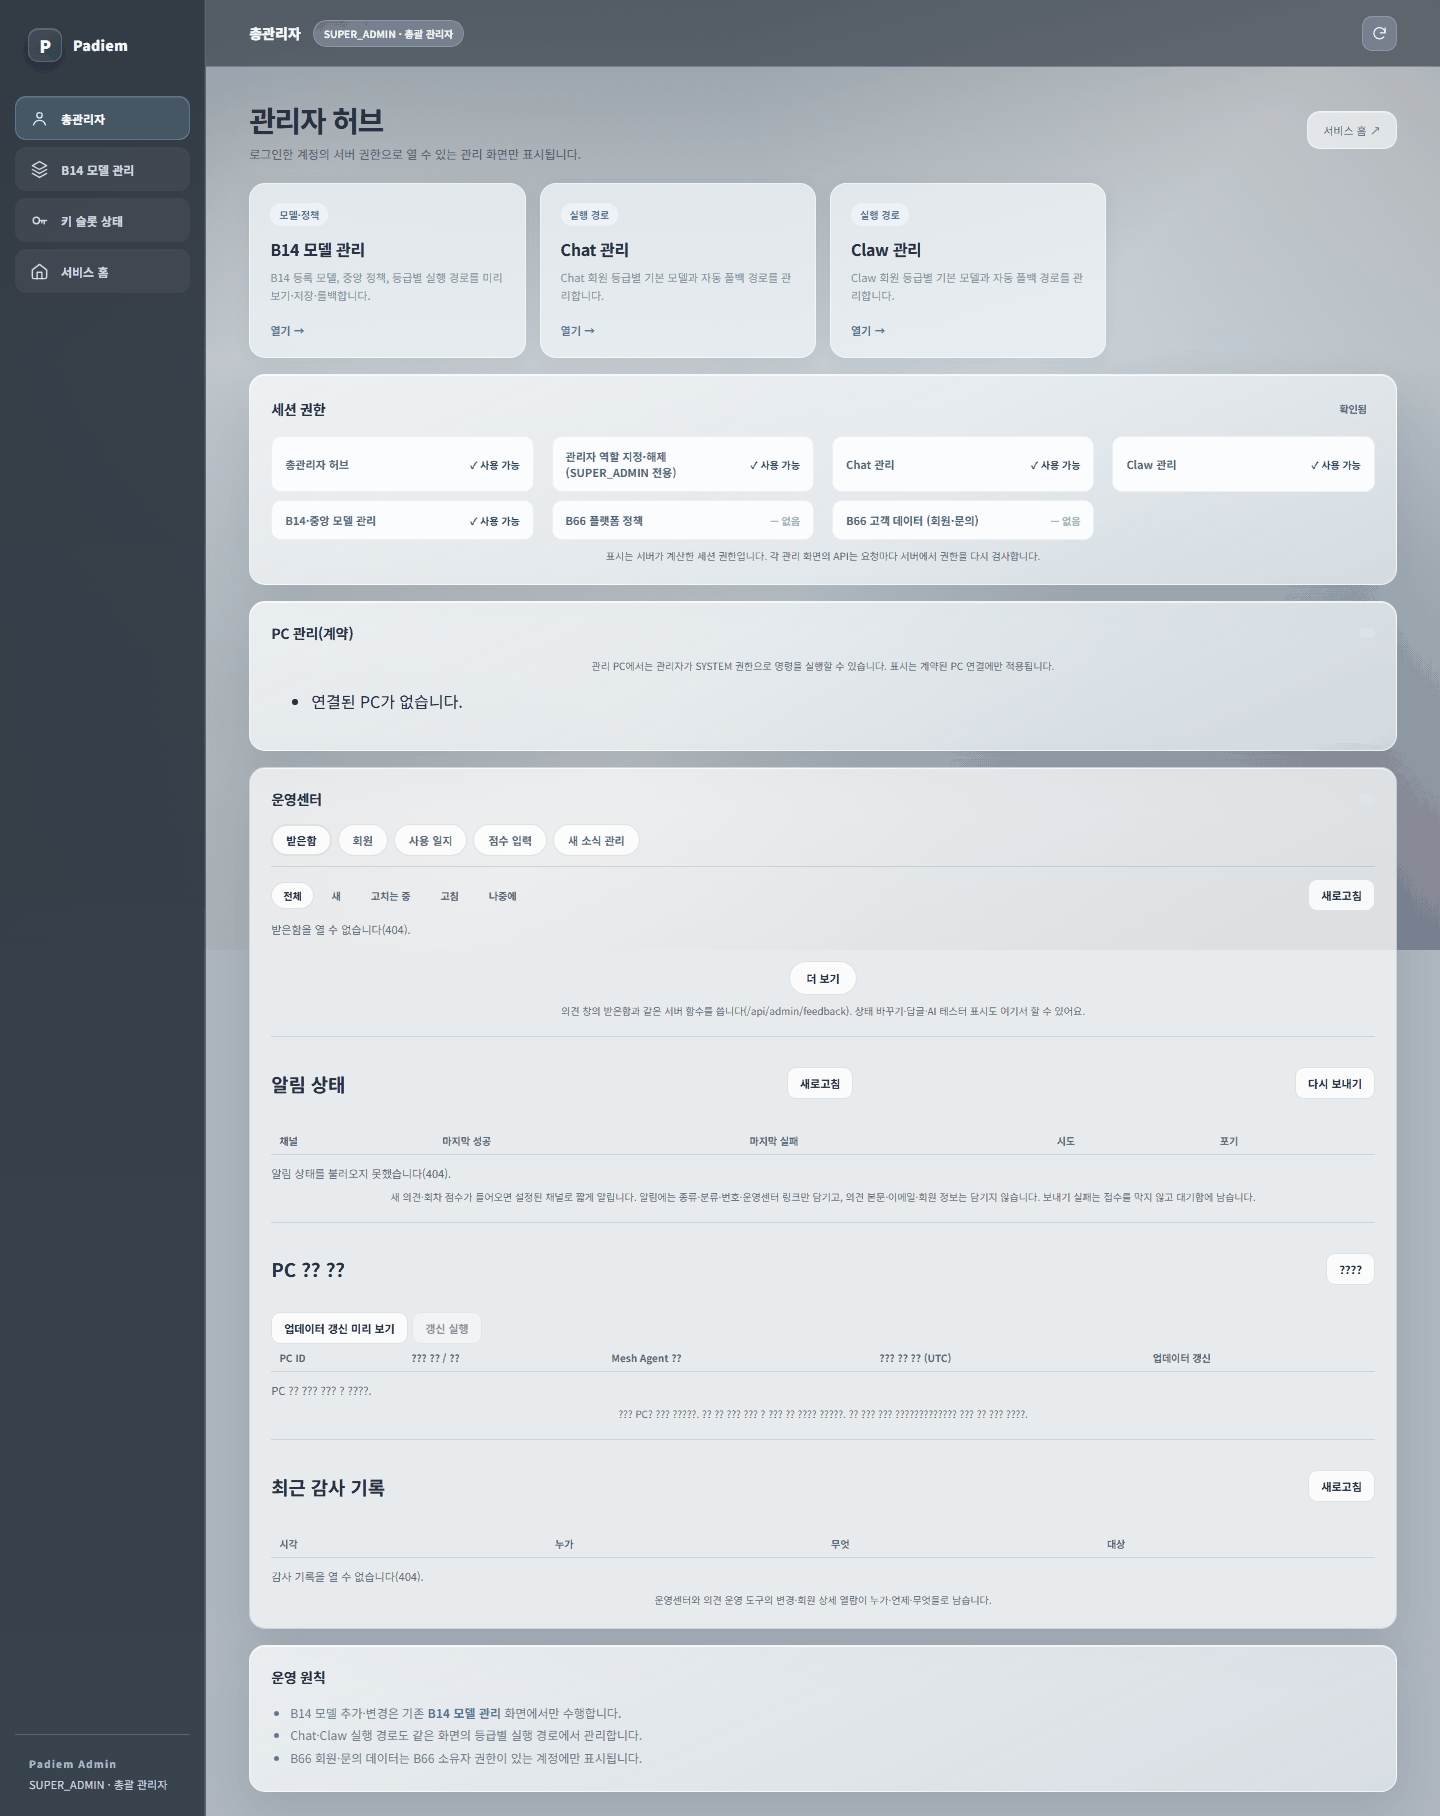 P Padiem
총관리자
B14 모델 관리
키 슬롯 상태
서비스 홈
Padiem Admin
SUPER_ADMIN · 총괄 관리자
총관리자 SUPER_ADMIN · 총괄 관리자
관리자 허브
로그인한 계정의 서버 권한으로 열 수 있는 관리 화면만 표시됩니다.
서비스 홈 ↗
모델·정책
B14 모델 관리
B14 등록 모델, 중앙 정책, 등급별 실행 경로를 미리
보기·저장·롤백합니다.
열기 →
실행 경로
Chat 관리
Chat 회원 등급별 기본 모델과 자동 폴백 경로를 관
리합니다.
열기 →
실행 경로
Claw 관리
Claw 회원 등급별 기본 모델과 자동 폴백 경로를 관
리합니다.
열기 →
세션 권한 확인됨
총관리자 허브 ✓ 사용 가능
관리자 역할 지정·해제
(SUPER_ADMIN 전용) ✓ 사용 가능
Chat 관리 ✓ 사용 가능
Claw 관리 ✓ 사용 가능
B14·중앙 모델 관리 ✓ 사용 가능
B66 플랫폼 정책 — 없음
B66 고객 데이터 (회원·문의) — 없음
표시는 서버가 계산한 세션 권한입니다. 각 관리 화면의 API는 요청마다 서버에서 권한을 다시 검사합니다.
PC 관리(계약)
관리 PC에서는 관리자가 SYSTEM 권한으로 명령을 실행할 수 있습니다. 표시는 계약된 PC 연결에만 적용됩니다.
• 연결된 PC가 없습니다.
운영센터
받은함 회원 사용 일지 점수 입력 새 소식 관리
전체 새 고치는 중 고침 나중에 새로고침
받은함을 열 수 없습니다(404).
더 보기
의견 창의 받은함과 같은 서버 함수를 씁니다(/api/admin/feedback). 상태 바꾸기·답글·AI 테스터 표시도 여기서 할 수 있어요.
알림 상태 새로고침 다시 보내기
채널 마지막 성공 마지막 실패 시도 포기
알림 상태를 불러오지 못했습니다(404).
새 의견·회차 점수가 들어오면 설정된 채널로 짧게 알립니다. 알림에는 종류·분류·번호·운영센터 링크만 담기고, 의견 본문·이메일·회원 정보는 담기지 않습니다. 보내기 실패는 접수를 막지 않고 대기함에 남습니다.
PC ?? ?? ????
업데이터 갱신 미리 보기 갱신 실행
PC ID ??? ?? / ?? Mesh Agent ?? ??? ?? ?? (UTC) 업데이터 갱신
PC ?? ??? ??? ? ????.
??? PC? ??? ?????. ?? ?? ??? ??? ? ??? ?? ???? ?????. ?? ??? ??? ????????????? ??? ?? ??? ????.
최근 감사 기록 새로고침
시각 누가 무엇 대상
감사 기록을 열 수 없습니다(404).
운영센터와 의견 운영 도구의 변경·회원 상세 열람이 누가·언제·무엇을로 남습니다.
운영 원칙
• B14 모델 추가·변경은 기존 B14 모델 관리 화면에서만 수행합니다.
• Chat·Claw 실행 경로도 같은 화면의 등급별 실행 경로에서 관리합니다.
• B66 회원·문의 데이터는 B66 소유자 권한이 있는 계정에만 표시됩니다.